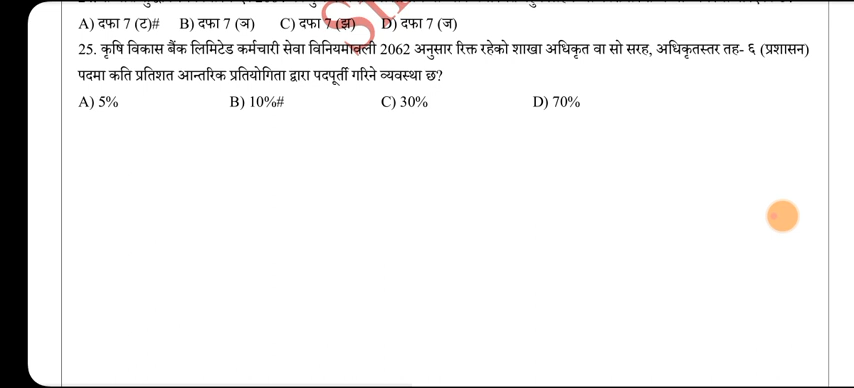 A) दफा 7 (ट)# B) दफा 7 (ञ) C) दफा 7 (झ) D) दफा 7 (ज)
25. कृषि विकास बैंक लिमिटेड कर्मचारी सेवा विनियमावली 2062 अनुसार रिक्त रहेको शाखा अधिकृत वा सो सरह, अधिकृतस्तर तह- ६ (प्रशासन)
पदमा कति प्रतिशत आन्तरिक प्रतियोगिता द्वारा पदपूर्ती गरिने व्यवस्था छ?
A) 5% B) 10%# C) 30% D) 70%